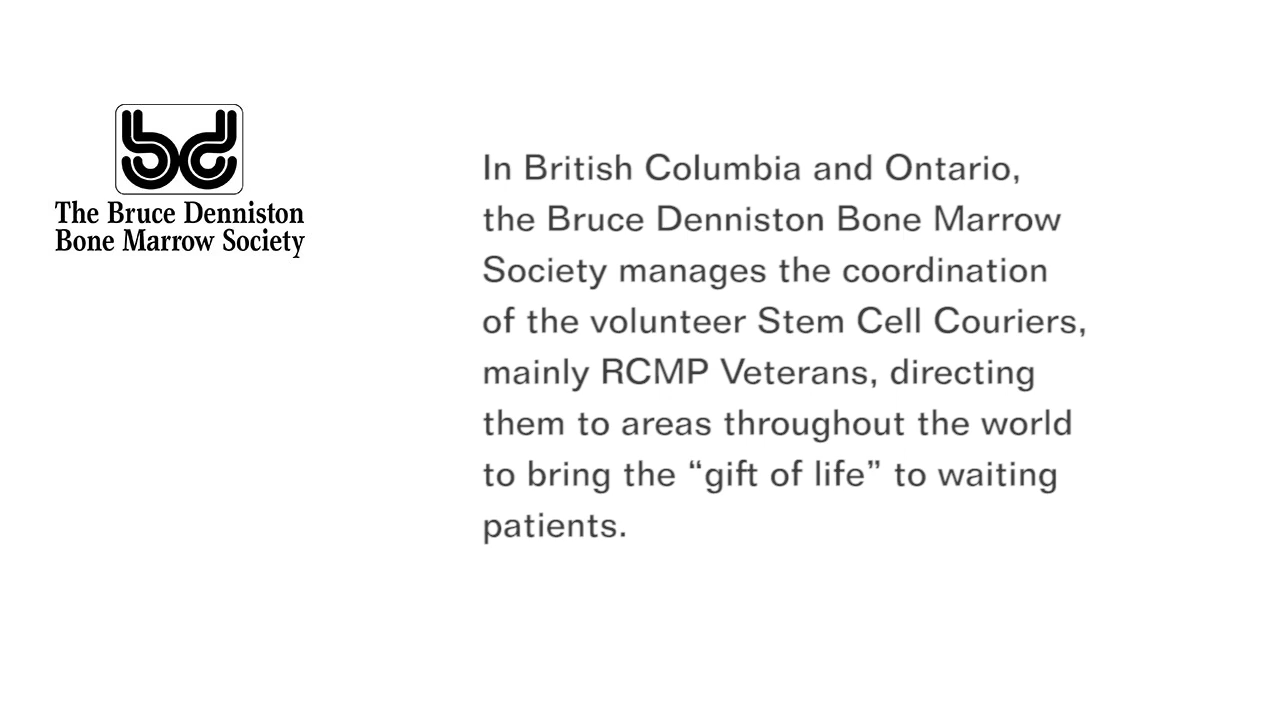 bd
The Bruce Denniston
Bone Marrow Society
In British Columbia and Ontario,
the Bruce Denniston Bone Marrow
Society manages the coordination
of the volunteer Stem Cell Couriers,
mainly RCMP Veterans, directing
them to areas throughout the world
to bring the “gift of life” to waiting
patients.